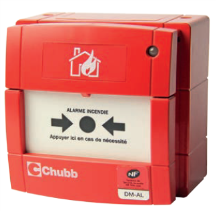 ALARME INCENDIE
Appuyer ici en cas de nécessité
Chubb
NF
DM-AL